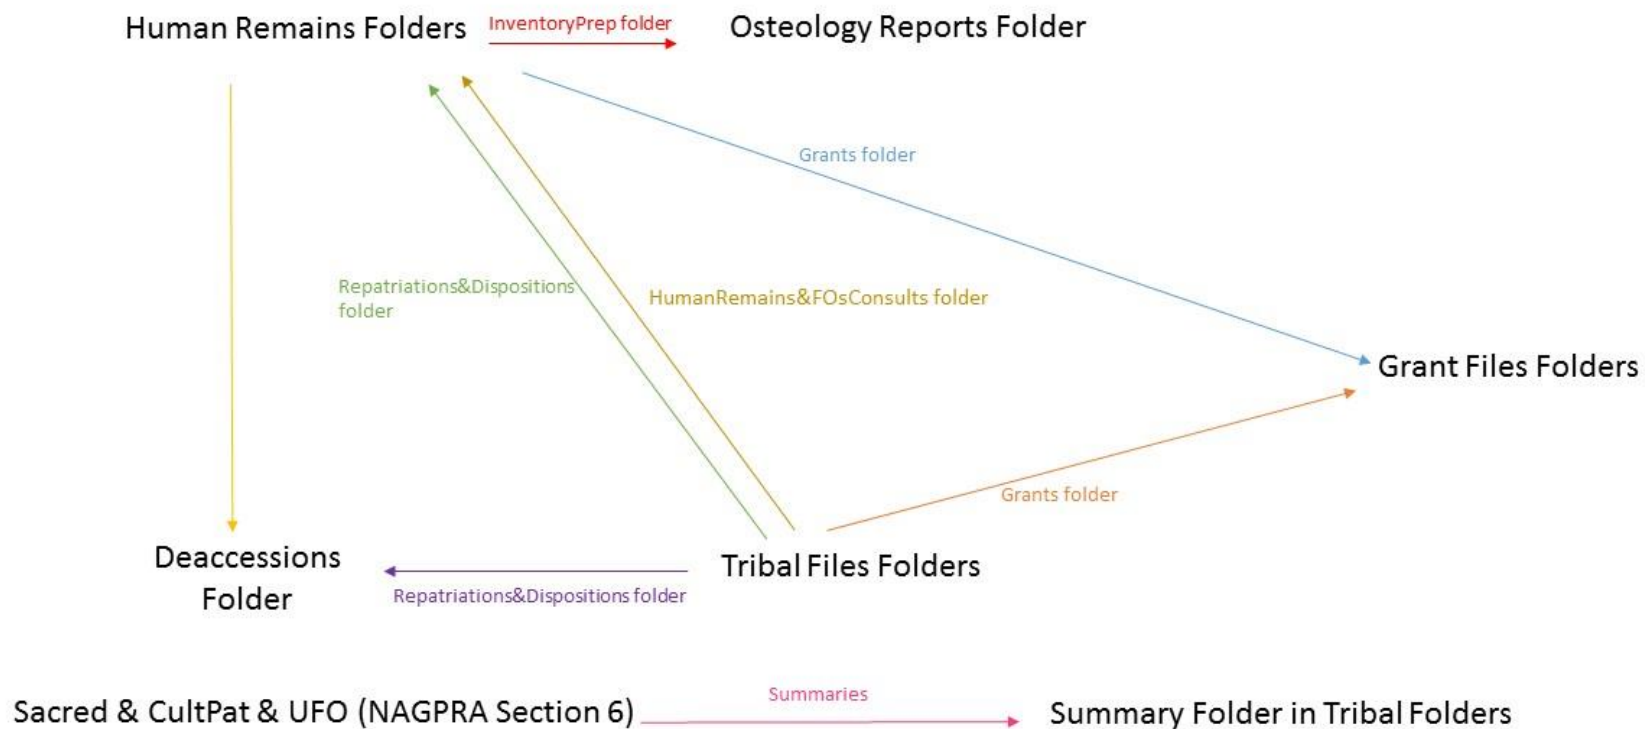 Human Remains Folders
InventoryPrep folder
Osteology Reports Folder
Grants folder
Repatriations&Dispositions
folder
HumanRemains&FOsConsults folder
Grant Files Folders
Grants folder
Deaccessions
Folder
Repatriations&Dispositions folder
Tribal Files Folders
Sacred & CultPat & UFO (NAGPRA Section 6)
Summaries
Summary Folder in Tribal Folders